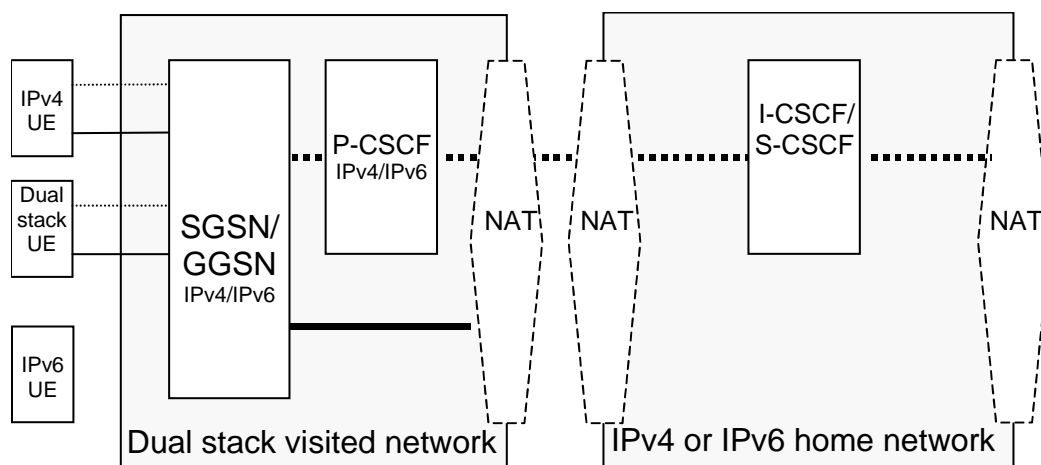 IPv4
UE
Dual
stack
UE
IPv6
UE
SGSN/
GGSN
IPv4/IPv6
P-CSCF
IPv4/IPv6
NAT
NAT
I-CSCF/
S-CSCF
NAT
Dual stack visited network
IPv4 or IPv6 home network